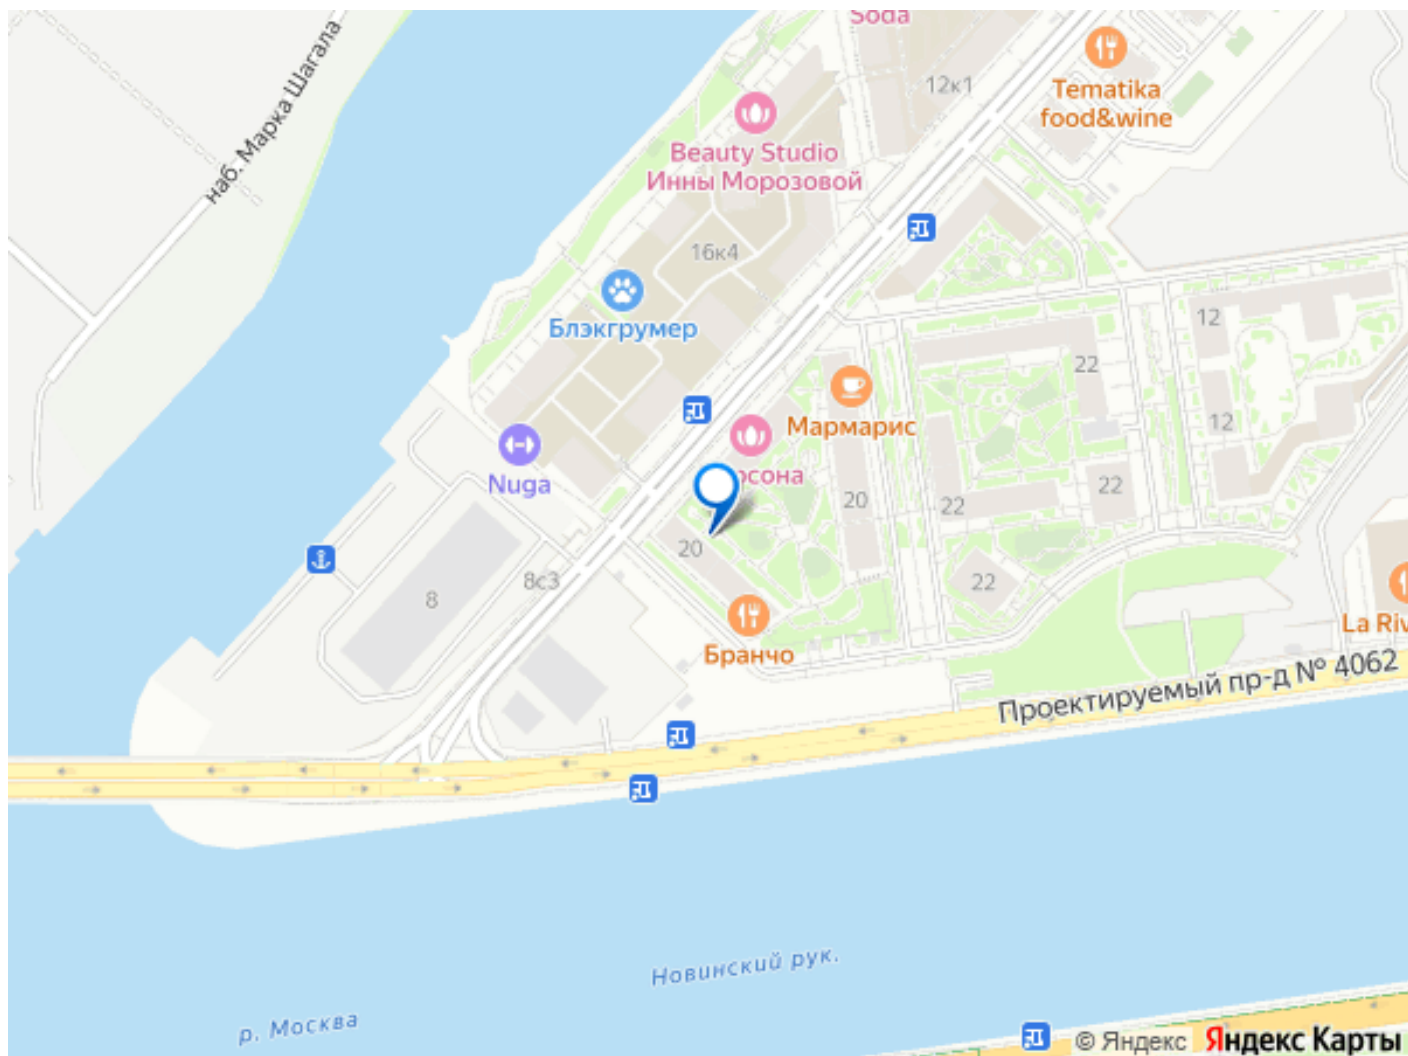 Soda
12к1
Tematika
food&wine
наб. Марка Шагала
Beauty Studio
Инны Морозовой
16к4
Блэкгрумер
12
22
12
Мармарис
Nuga
20
22
22
20
8с3
8
22
La Riv
Бранчо
Проектируемый пр-д № 4062
Новинский рук.
р. Москва
© Яндекс Яндекс Карты